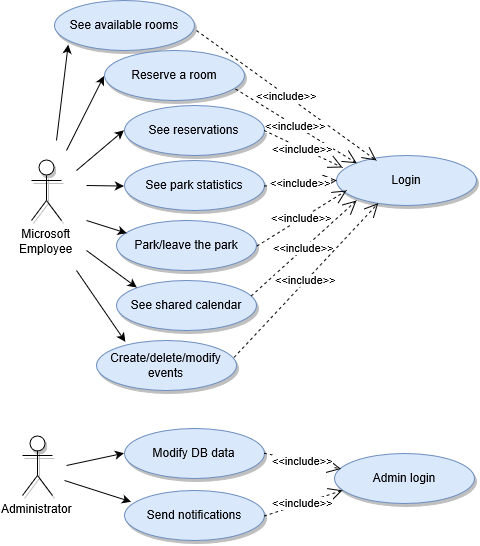 See available rooms
Reserve a room
<<include>>
See reservations
<<include>>
<<include>>
See park statistics
<<include>>
Login
Microsoft
Employee
Park/leave the park
<<include>>
<<include>>
See shared calendar
<<include>>
Create/delete/modify
events
Modify DB data
<<include>>
Admin login
Administrator
Send notifications
<<include>>